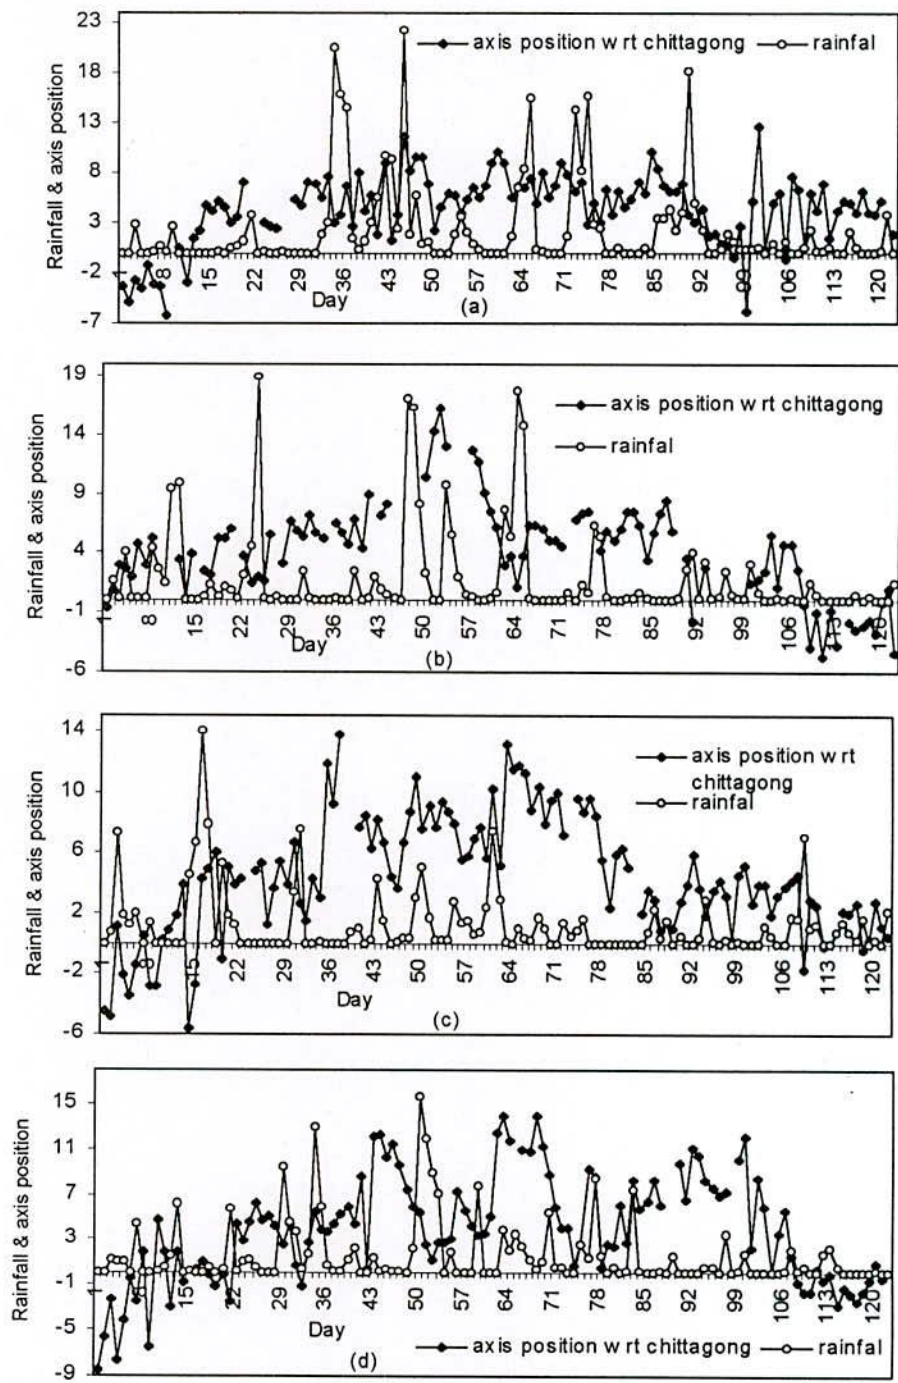 23
axis position w rt chittagong
rainfal
18
13
8
3
-2
-7
Rainfall & axis position
1 8 15 22 29 36 43 50 57 64 71 78 85 92 99 106 113 120
Day
(a)
19
axis position w rt chittagong
rainfal
14
9
4
-1
-6
Rainfall & axis position
1 8 15 22 29 36 43 50 57 64 71 78 85 92 99 106 113 120
Day
(b)
14
axis position w rt
chittagong
rainfal
10
6
2
-2
-6
Rainfall & axis position
1 8 15 22 29 36 43 50 57 64 71 78 85 92 99 106 113 120
Day
(c)
15
11
7
3
-1
-5
-9
Rainfall & axis position
1 8 15 22 29 36 43 50 57 64 71 78 85 92 99 106 113 120
Day
axis position w rt chittagong
rainfal
(d)